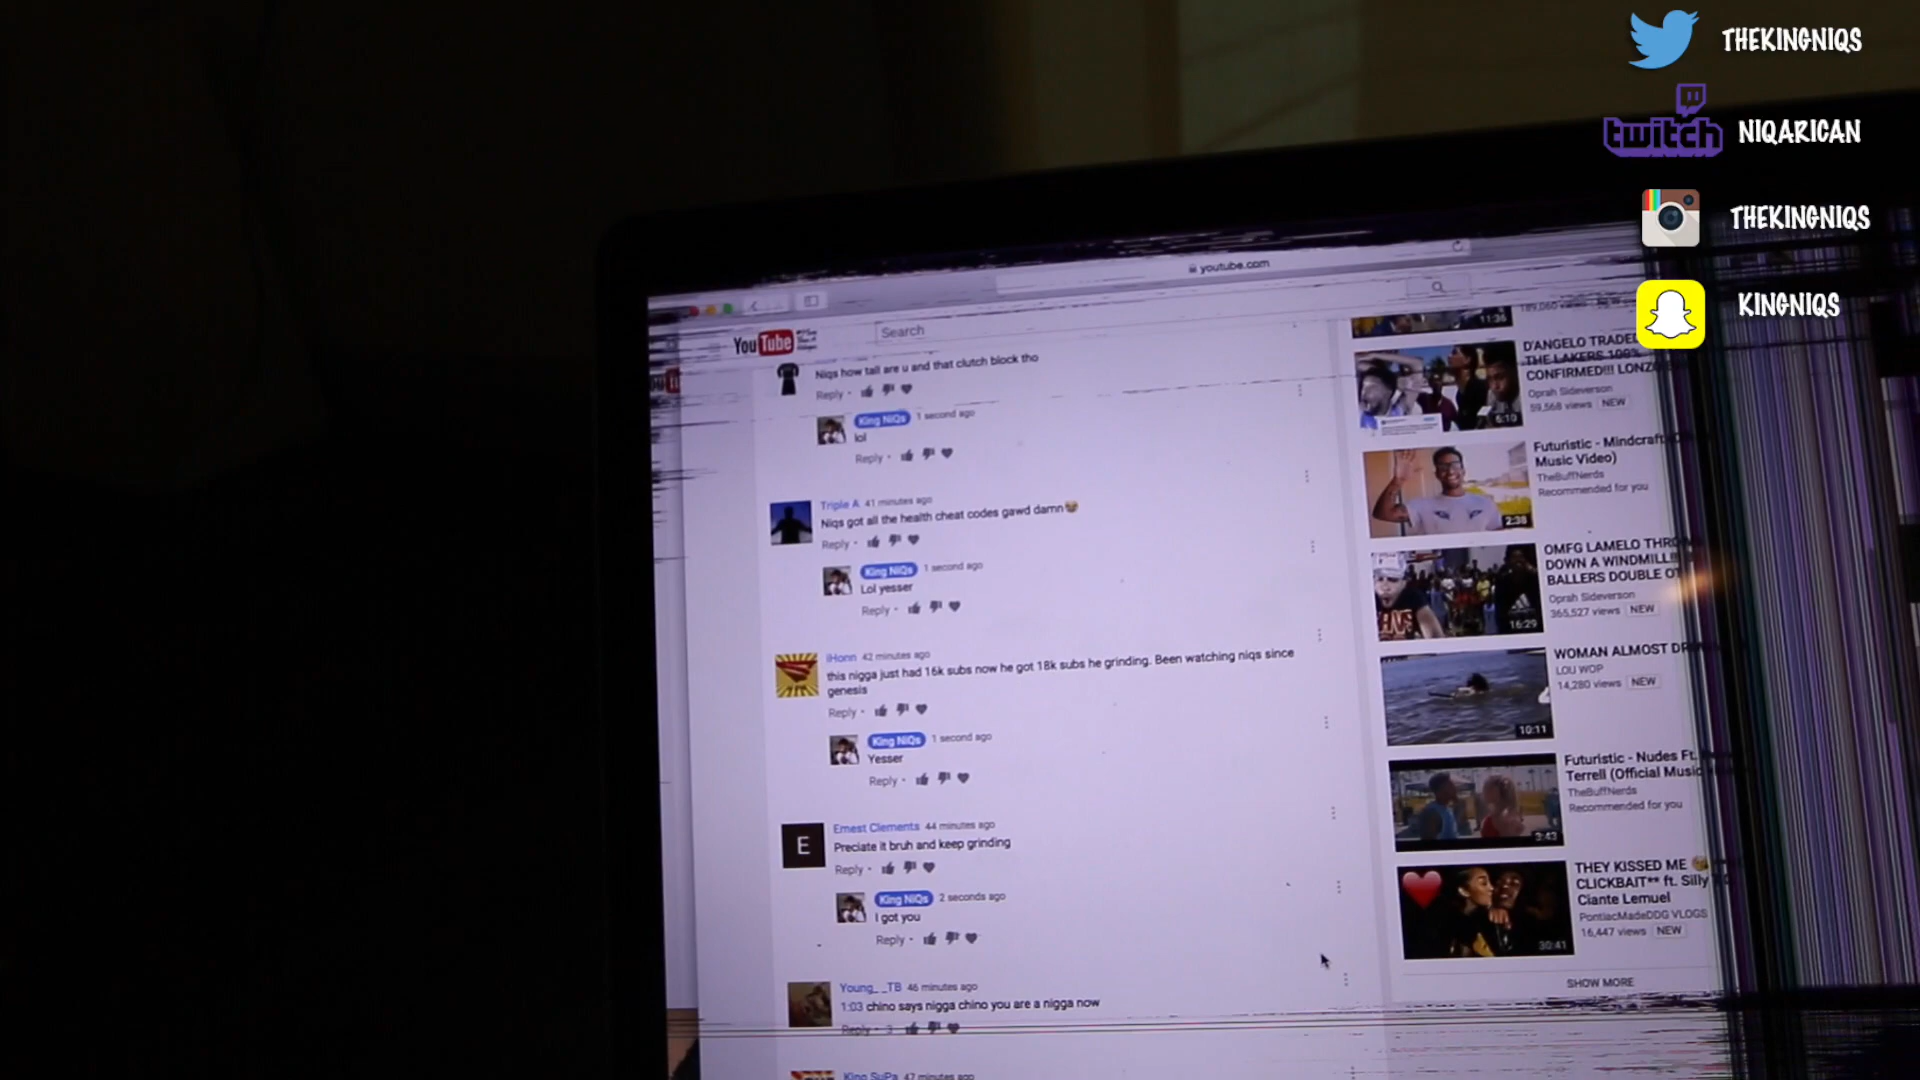 THEKINGNIQS
twitch NIQARICAN
THEKINGNIQS
KINGNIQS
youtube.com
YouTube
Search
Niqs how tall are u and that clutch block tho
Reply
King NiQs 1 second ago
lol
Reply
Triple A 41 minutes ago
Niqs got all the health cheat codes gawd damn😭
Reply
King NiQs 1 second ago
Lol yesser
Reply
iHonn 42 minutes ago
this nigga just had 16k subs now he got 18k subs he grinding. Been watching niqs since
genesis
Reply
King NiQs 1 second ago
Yesser
Reply
Ernest Clements 44 minutes ago
E
Preciate it bruh and keep grinding
Reply
King NiQs 2 seconds ago
I got you
Reply
Young_ _TB 46 minutes ago
1:03 chino says nigga chino you are a nigga now
Reply 3
King SuPa 47 minutes ago
11:35
D'ANGELO TRADED
THE LAKERS 100%
CONFIRMED!!! LONZO
Oprah Sideverson
59,568 views NEW
6:10
Futuristic - Mindcraft
Music Video)
TheBuffNerds
Recommended for you
2:38
OMFG LAMELO THRO
DOWN A WINDMILL!!
BALLERS DOUBLE OT
Oprah Sideverson
365,527 views NEW
16:29
WOMAN ALMOST DR
LOU WOP
14,280 views NEW
10:11
Futuristic - Nudes Ft.
Terrell (Official Music
TheBuffNerds
Recommended for you
3:43
THEY KISSED ME
CLICKBAIT** ft. Silly
Ciante Lemuel
PontiacMadeDDG VLOGS
16,447 views NEW
30:41
SHOW MORE